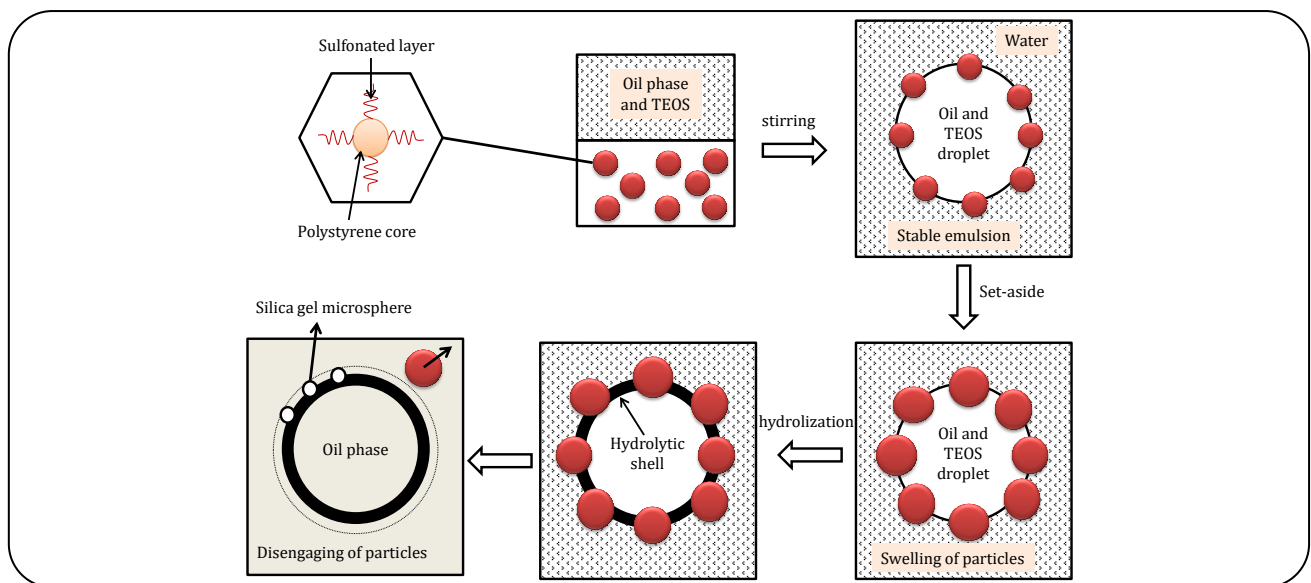 Sulfonated layer
Polystyrene core
Oil phase
and TEOS
stirring
Water
Oil and
TEOS
droplet
Stable emulsion
Set-aside
Oil and
TEOS
droplet
Swelling of particles
hydrolization
Hydrolytic
shell
Silica gel microsphere
Oil phase
Disengaging of particles